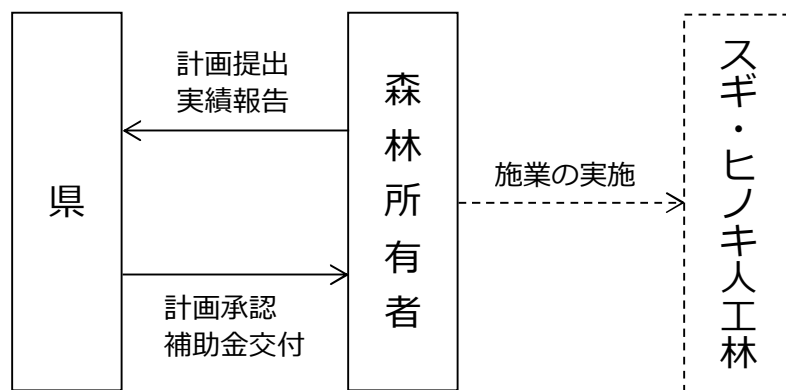 県
計画提出
実績報告
計画承認
補助金交付
森林所有者
施業の実施
スギ・ヒノキ人工林